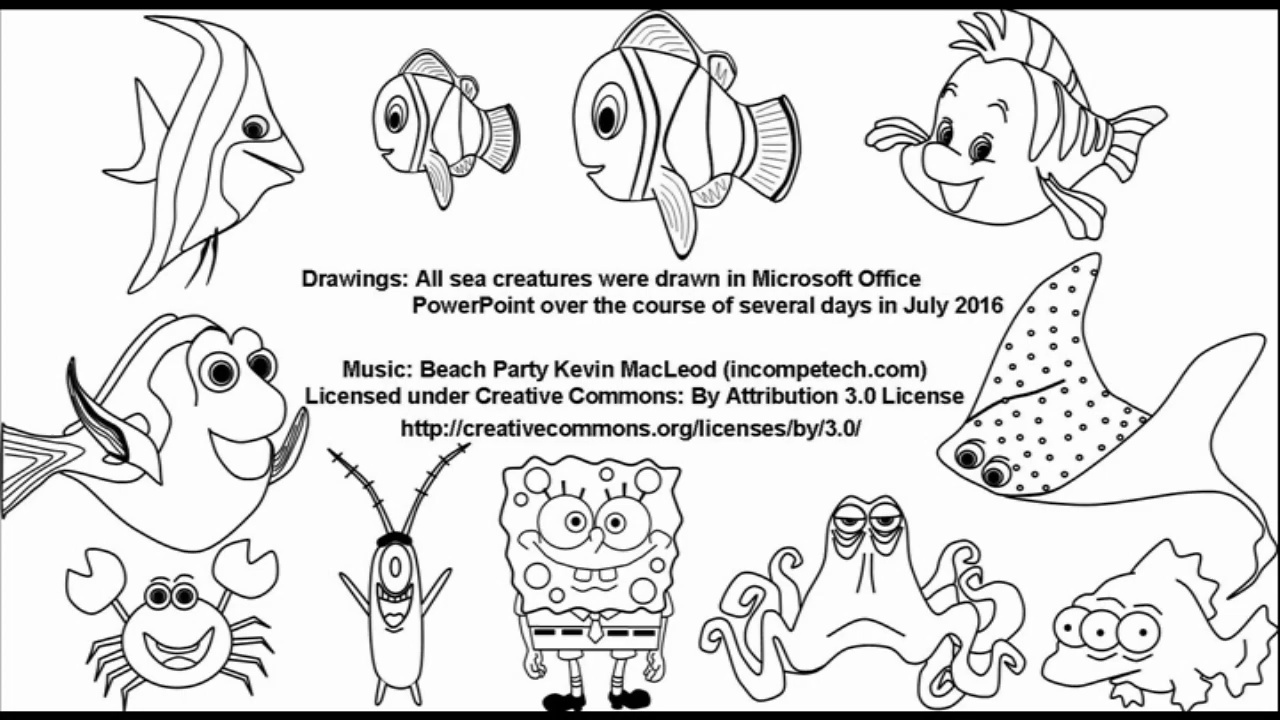 Drawings: All sea creatures were drawn in Microsoft Office
PowerPoint over the course of several days in July 2016
Music: Beach Party Kevin MacLeod (incompetech.com)
Licensed under Creative Commons: By Attribution 3.0 License
http://creativecommons.org/licenses/by/3.0/